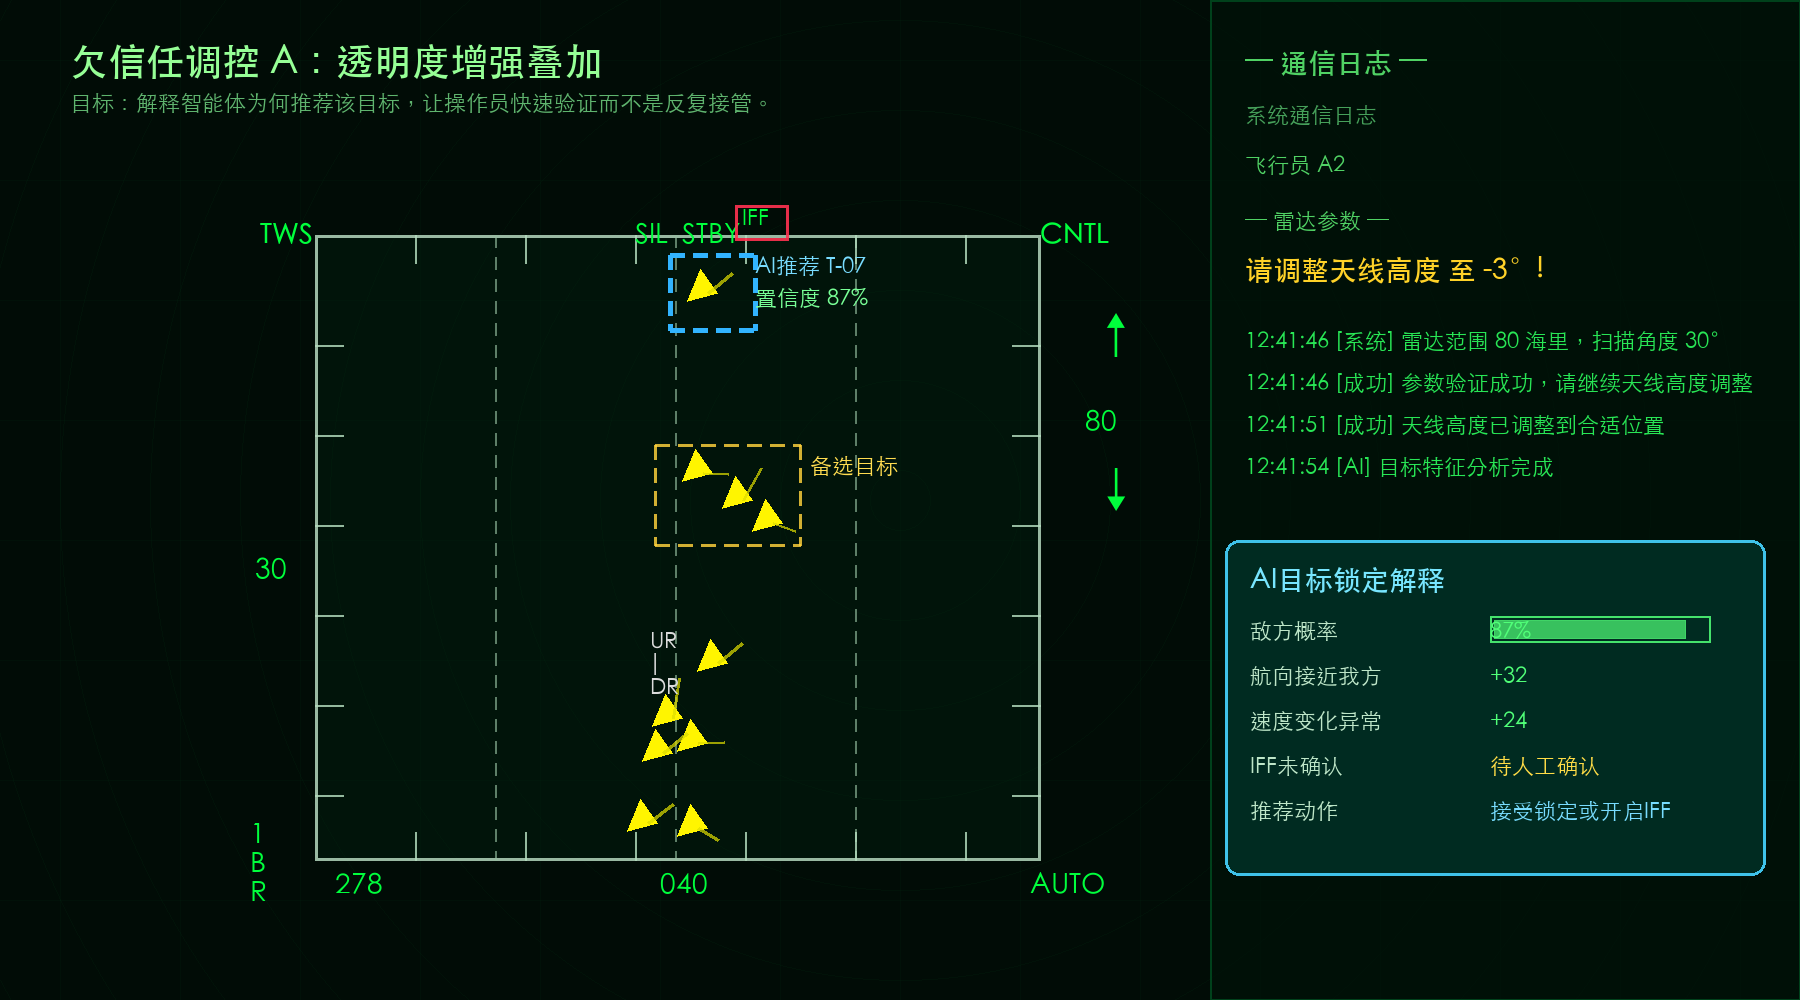 欠信任调控 A：透明度增强叠加
目标：解释智能体为何推荐该目标，让操作员快速验证而不是反复接管。
TWS
SIL STBY
IFF
CNTL
AI推荐 T-07
置信度 87%
80
备选目标
30
UR
|
DR
1
B
R
278
040
AUTO
— 通信日志 —
系统通信日志
飞行员 A2
— 雷达参数 —
请调整天线高度 至 -3°！
12:41:46 [系统] 雷达范围 80 海里，扫描角度 30°
12:41:46 [成功] 参数验证成功，请继续天线高度调整
12:41:51 [成功] 天线高度已调整到合适位置
12:41:54 [AI] 目标特征分析完成
AI目标锁定解释
敌方概率 87%
航向接近我方 +32
速度变化异常 +24
IFF未确认 待人工确认
推荐动作 接受锁定或开启IFF